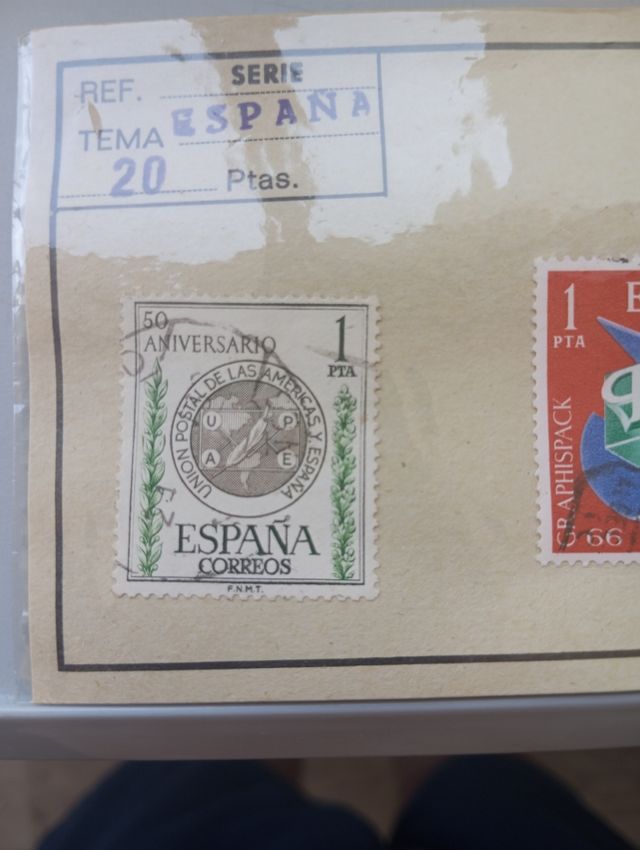 SERIE
REF.
TEMA ESPAÑA
20 Ptas.
50
ANIVERSARIO
1
PTA
UNION POSTAL DE LAS AMERICAS Y ESPAÑA
U P
A E
ESPAÑA
CORREOS
F.N.M.T.
E
1
PTA
GRAPHISPACK
66